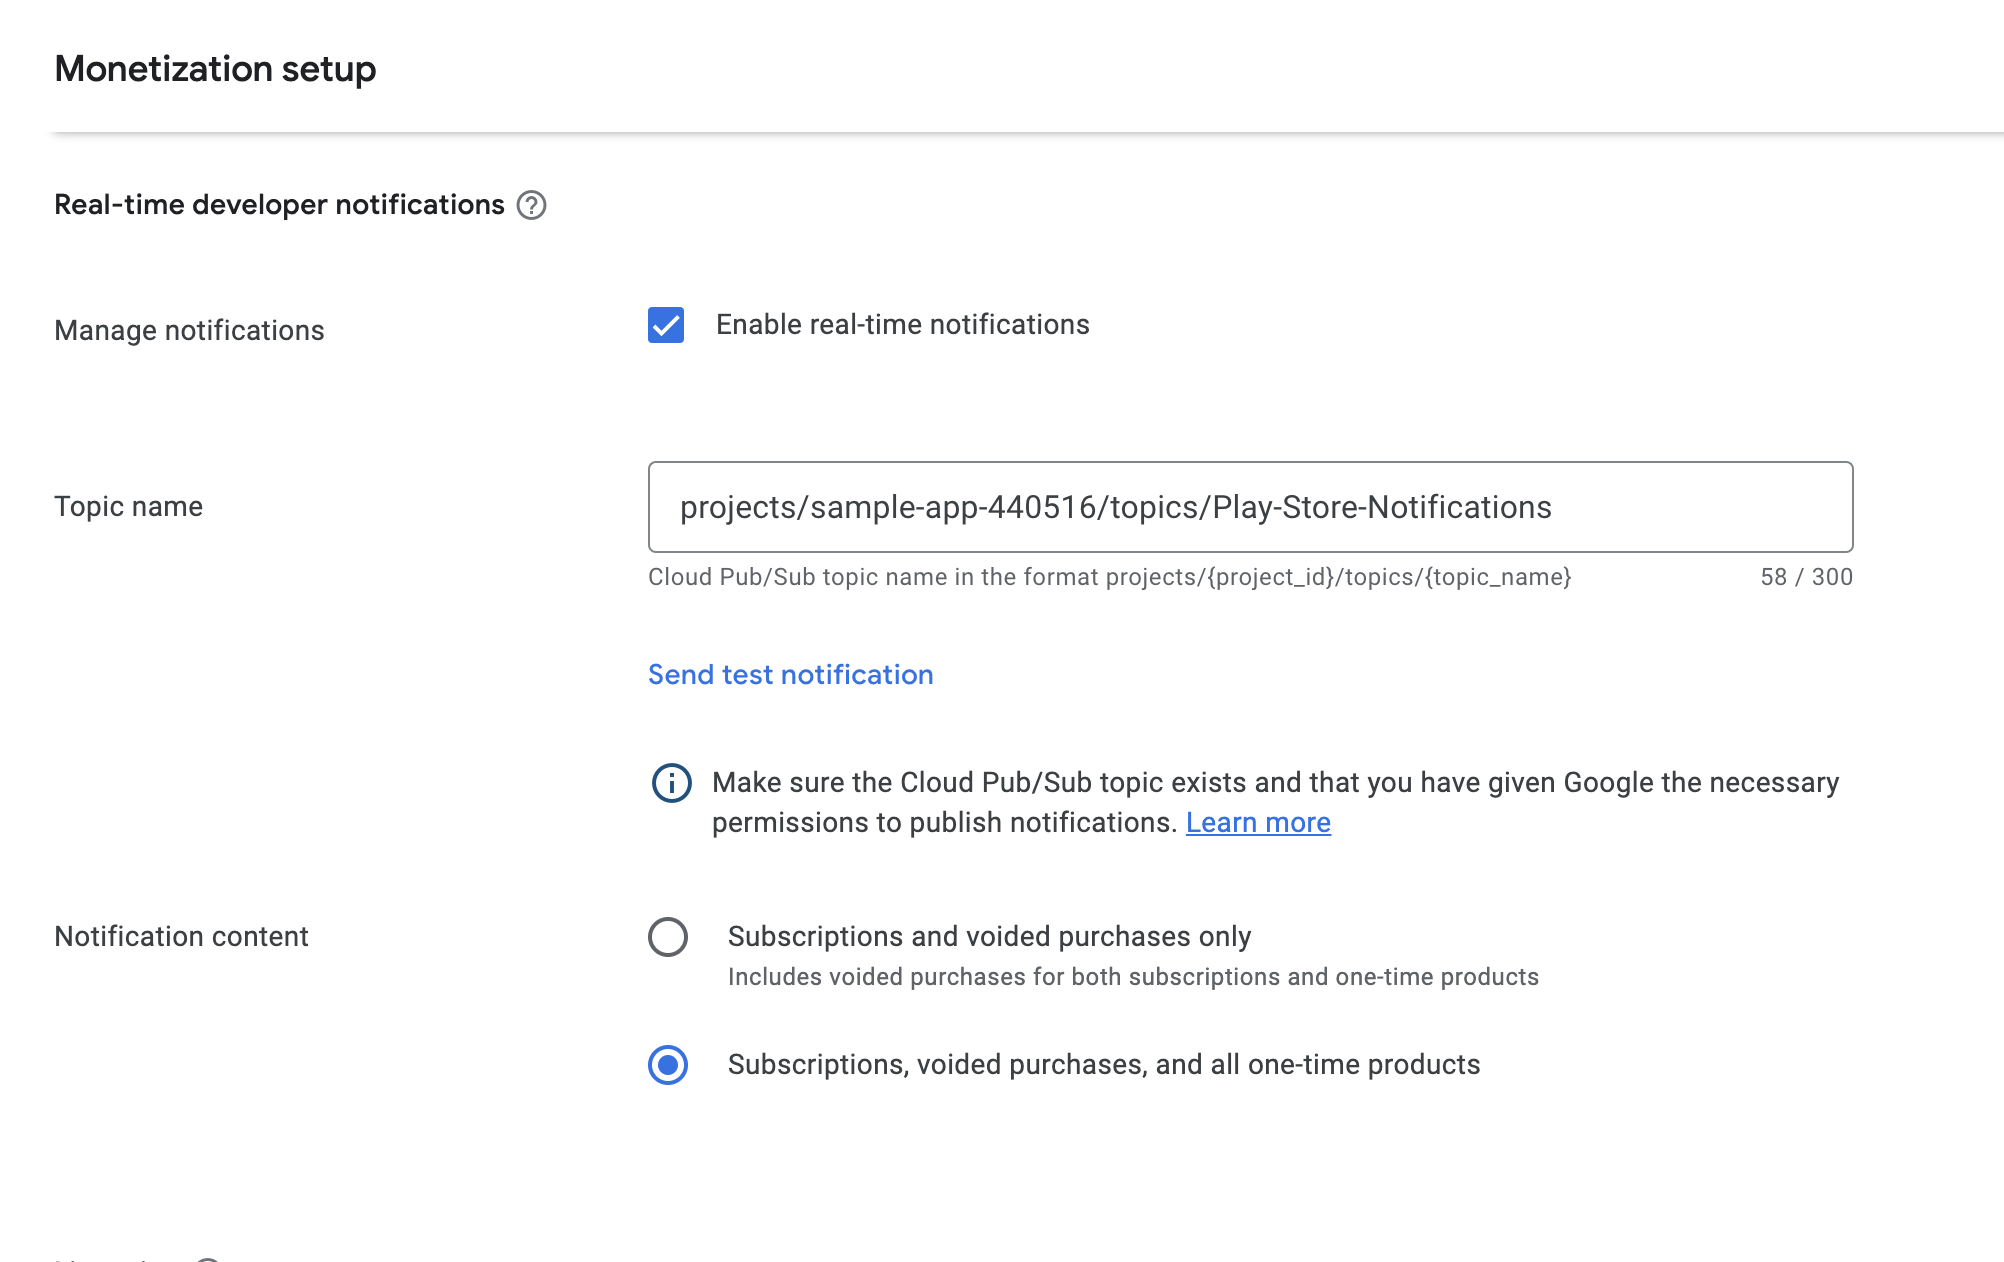 Monetization setup
Real-time developer notifications
Manage notifications
Enable real-time notifications
Topic name
projects/sample-app-440516/topics/Play-Store-Notifications
Cloud Pub/Sub topic name in the format projects/{project_id}/topics/{topic_name}
58 / 300
Send test notification
Make sure the Cloud Pub/Sub topic exists and that you have given Google the necessary
permissions to publish notifications. Learn more
Notification content
Subscriptions and voided purchases only
Includes voided purchases for both subscriptions and one-time products
Subscriptions, voided purchases, and all one-time products